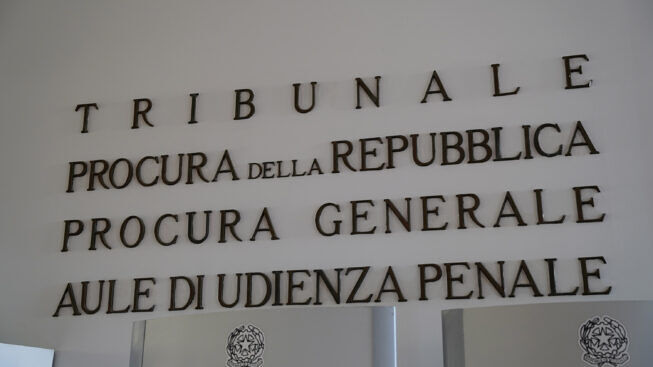 TRIBUNALE
PROCURA DELLA REPUBBLICA
PROCURA GENERALE
AULE DI UDIENZA PENALE